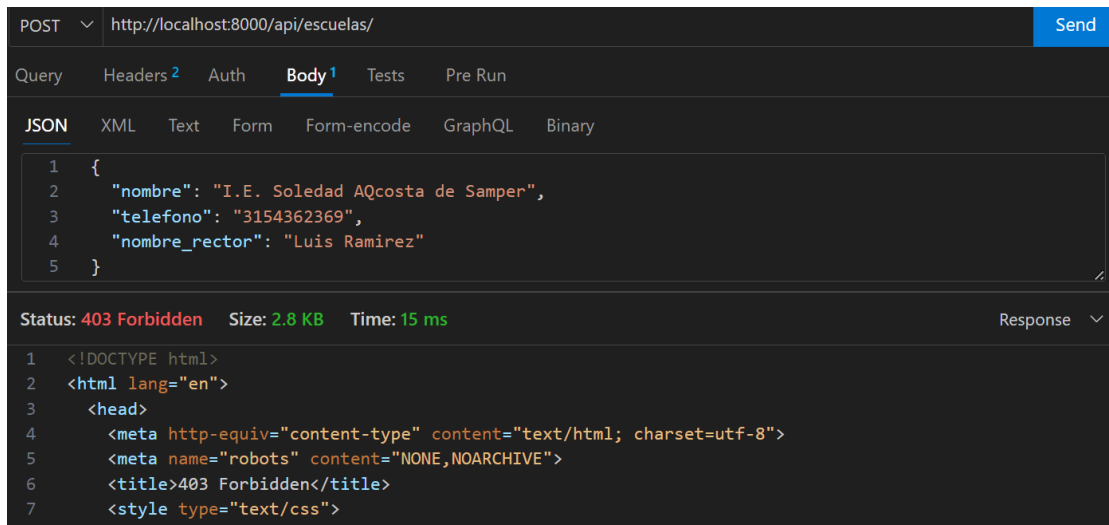 POST http://localhost:8000/api/escuelas/ Send
Query Headers 2 Auth Body 1 Tests Pre Run
JSON XML Text Form Form-encode GraphQL Binary
1 {
2 "nombre": "I.E. Soledad AQcosta de Samper",
3 "telefono": "3154362369",
4 "nombre_rector": "Luis Ramirez"
5 }
Status: 403 Forbidden Size: 2.8 KB Time: 15 ms Response
1 <!DOCTYPE html>
2 <html lang="en">
3 <head>
4 <meta http-equiv="content-type" content="text/html; charset=utf-8">
5 <meta name="robots" content="NONE,NOARCHIVE">
6 <title>403 Forbidden</title>
7 <style type="text/css">